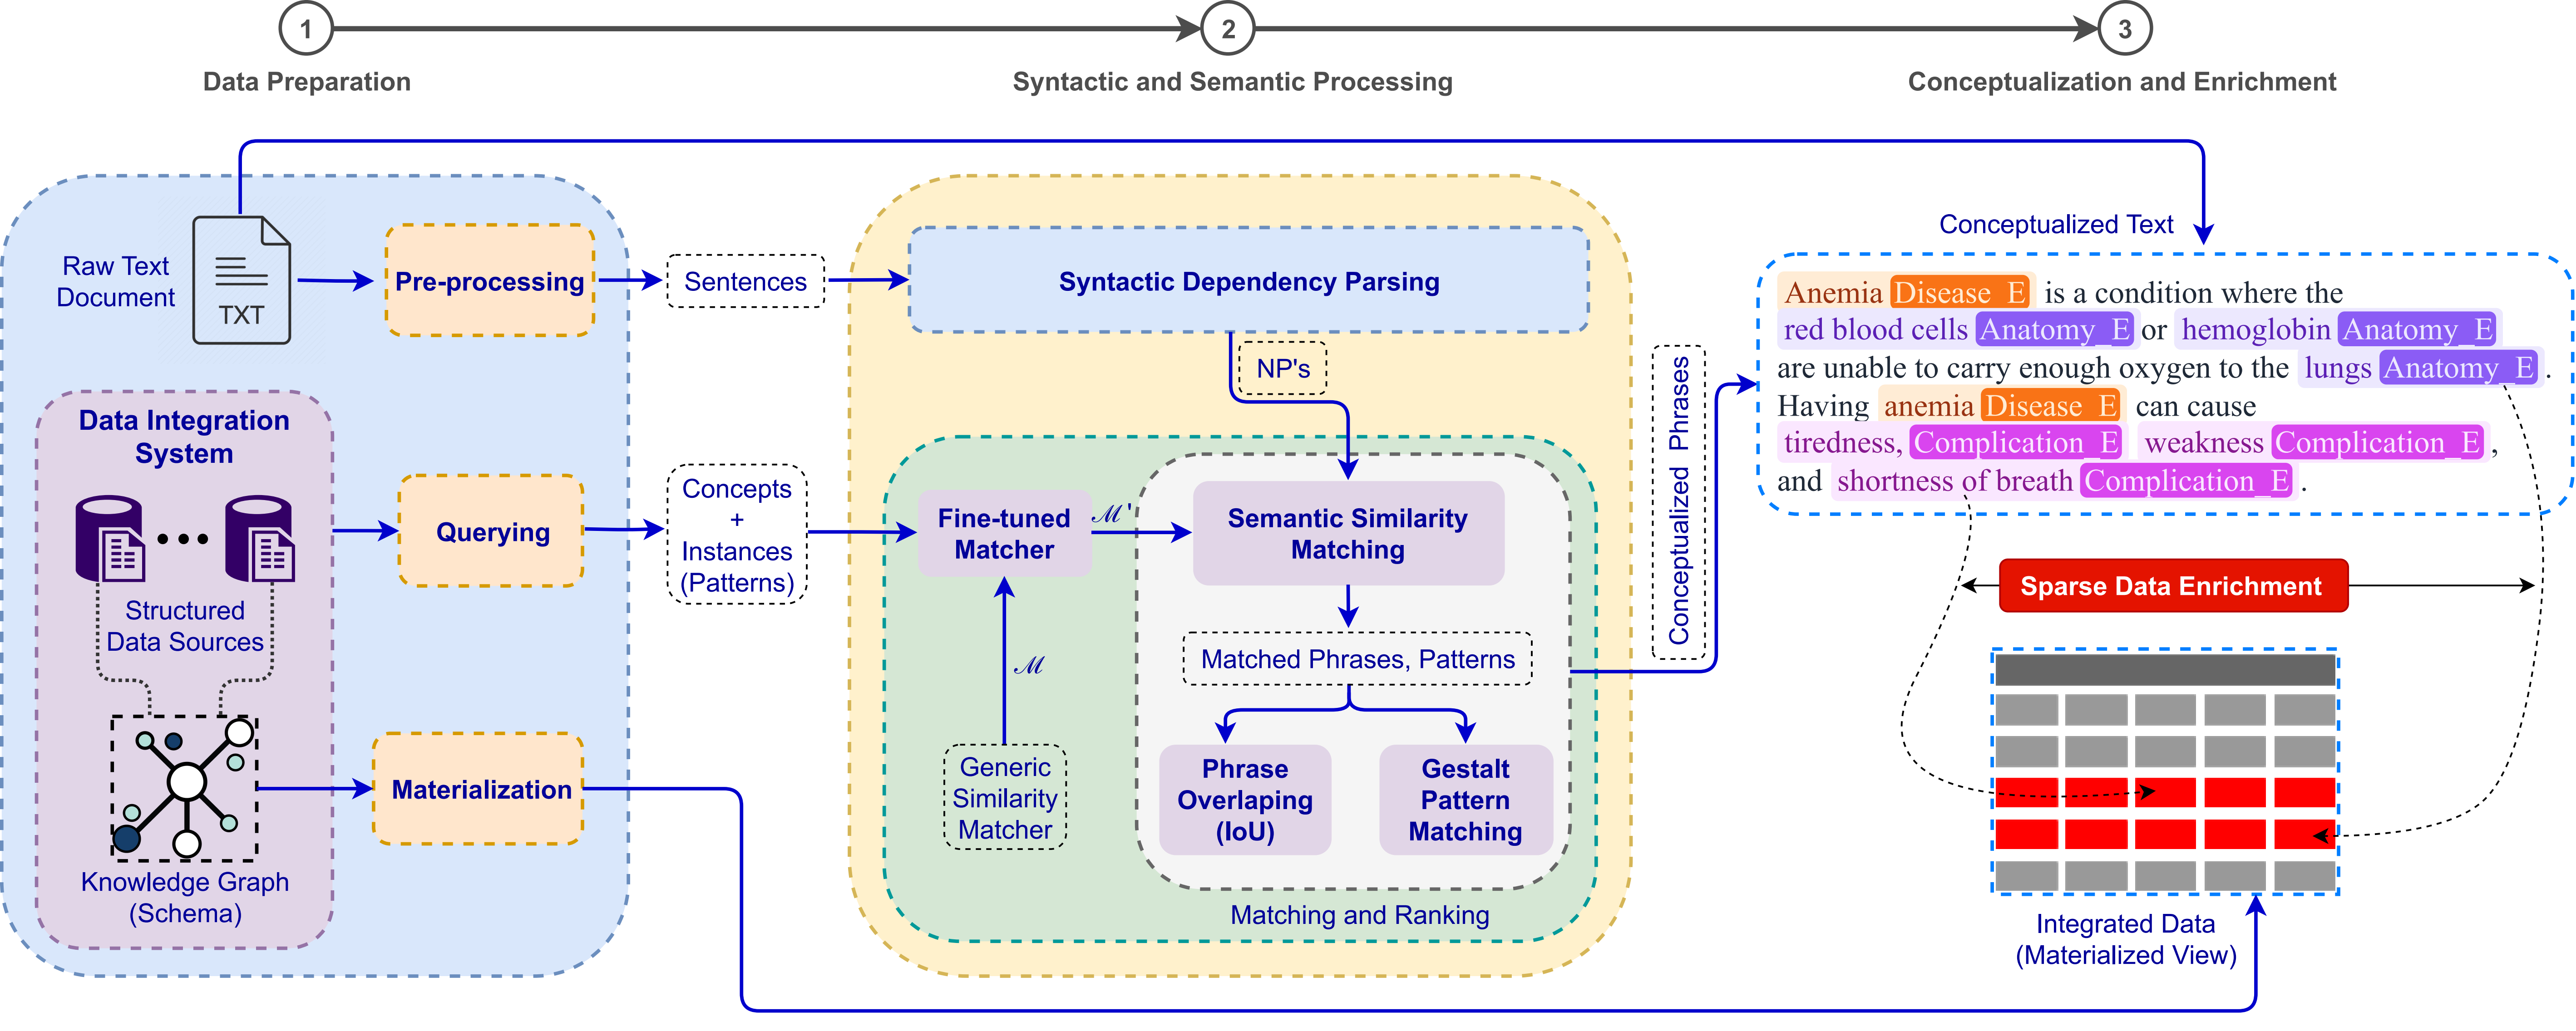 1
2
3
Data Preparation
Syntactic and Semantic Processing
Conceptualization and Enrichment
Raw Text
Document
TXT
Pre-processing
Sentences
Data Integration
System
Structured
Data Sources
Knowledge Graph
(Schema)
Querying
Concepts
+
Instances
(Patterns)
Materialization
Syntactic Dependency Parsing
NP's
Fine-tuned
Matcher
ℳ'
ℳ
Generic
Similarity
Matcher
Semantic Similarity
Matching
Matched Phrases, Patterns
Phrase
Overlaping
(IoU)
Gestalt
Pattern
Matching
Matching and Ranking
Conceptualized Phrases
Conceptualized Text
Anemia Disease_E is a condition where the
red blood cells Anatomy_E or hemoglobin Anatomy_E
are unable to carry enough oxygen to the lungs Anatomy_E .
Having anemia Disease_E can cause
tiredness, Complication_E weakness Complication_E ,
and shortness of breath Complication_E .
Sparse Data Enrichment
Integrated Data
(Materialized View)